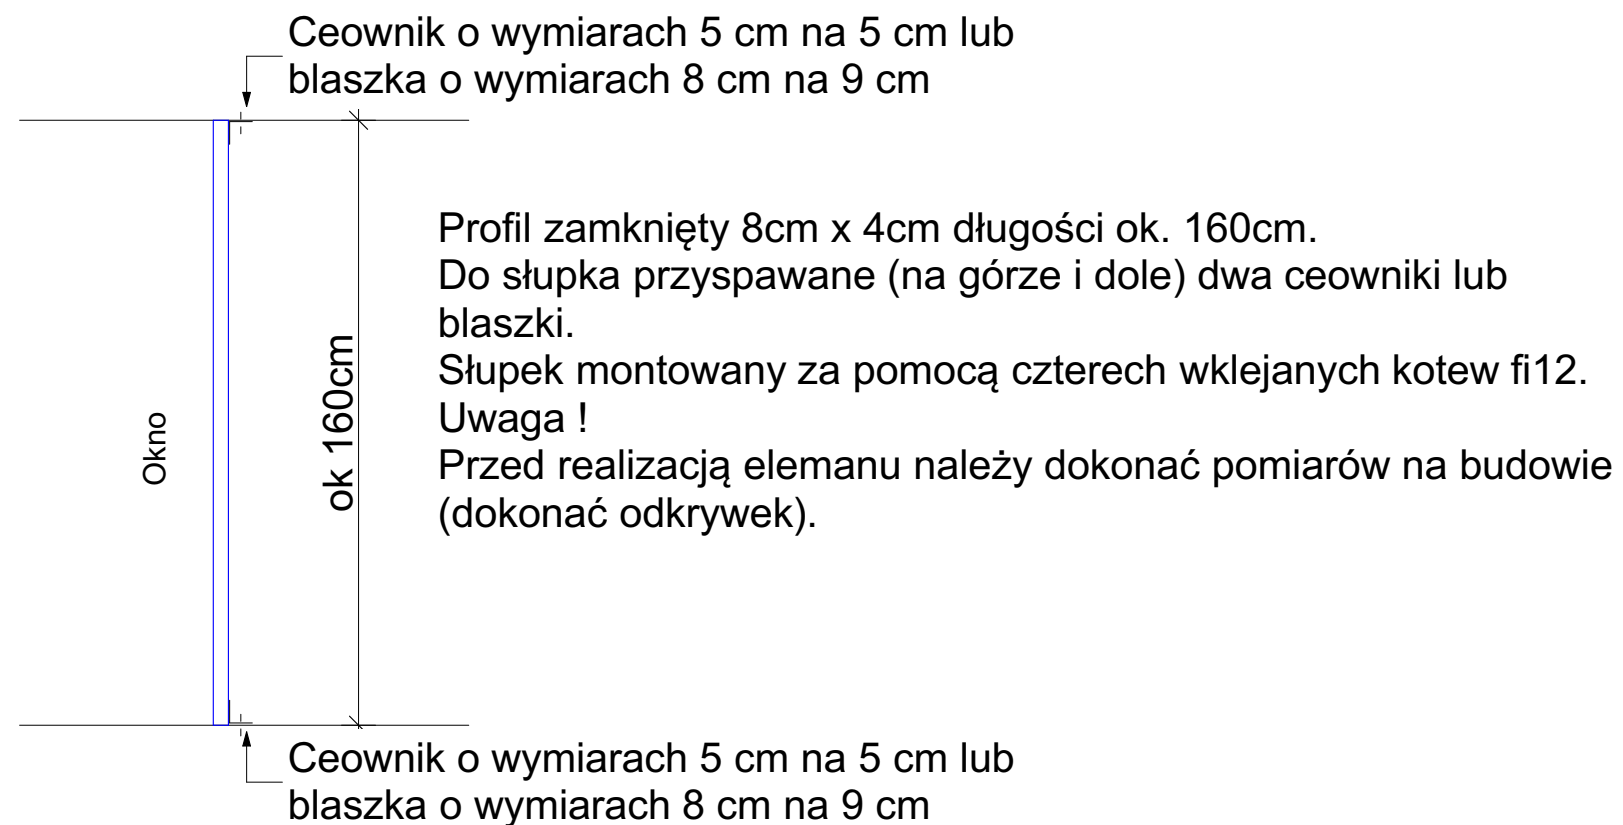 Ceownik o wymiarach 5 cm na 5 cm lub
blaszka o wymiarach 8 cm na 9 cm
Profil zamknięty 8cm x 4cm długości ok. 160cm.
Do słupka przyspawane (na górze i dole) dwa ceowniki lub
blaszki.
Słupek montowany za pomocą czterech wklejanych kotew fi12.
Uwaga !
Przed realizacją elemanu należy dokonać pomiarów na budowie
(dokonać odkrywek).
Okno
ok 160cm
Ceownik o wymiarach 5 cm na 5 cm lub
blaszka o wymiarach 8 cm na 9 cm